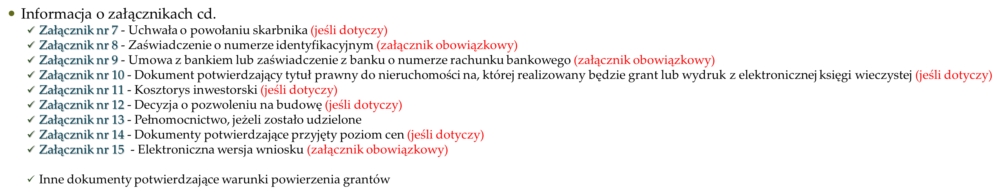 • Informacja o załącznikach cd.
✓ Załącznik nr 7 - Uchwała o powołaniu skarbnika (jeśli dotyczy)
✓ Załącznik nr 8 - Zaświadczenie o numerze identyfikacyjnym (załącznik obowiązkowy)
✓ Załącznik nr 9 - Umowa z bankiem lub zaświadczenie z banku o numerze rachunku bankowego (załącznik obowiązkowy)
✓ Załącznik nr 10 - Dokument potwierdzający tytuł prawny do nieruchomości na, której realizowany będzie grant lub wydruk z elektronicznej księgi wieczystej (jeśli dotyczy)
✓ Załącznik nr 11 - Kosztorys inwestorski (jeśli dotyczy)
✓ Załącznik nr 12 - Decyzja o pozwoleniu na budowę (jeśli dotyczy)
✓ Załącznik nr 13 - Pełnomocnictwo, jeżeli zostało udzielone
✓ Załącznik nr 14 - Dokumenty potwierdzające przyjęty poziom cen (jeśli dotyczy)
✓ Załącznik nr 15 - Elektroniczna wersja wniosku (załącznik obowiązkowy)
✓ Inne dokumenty potwierdzające warunki powierzenia grantów